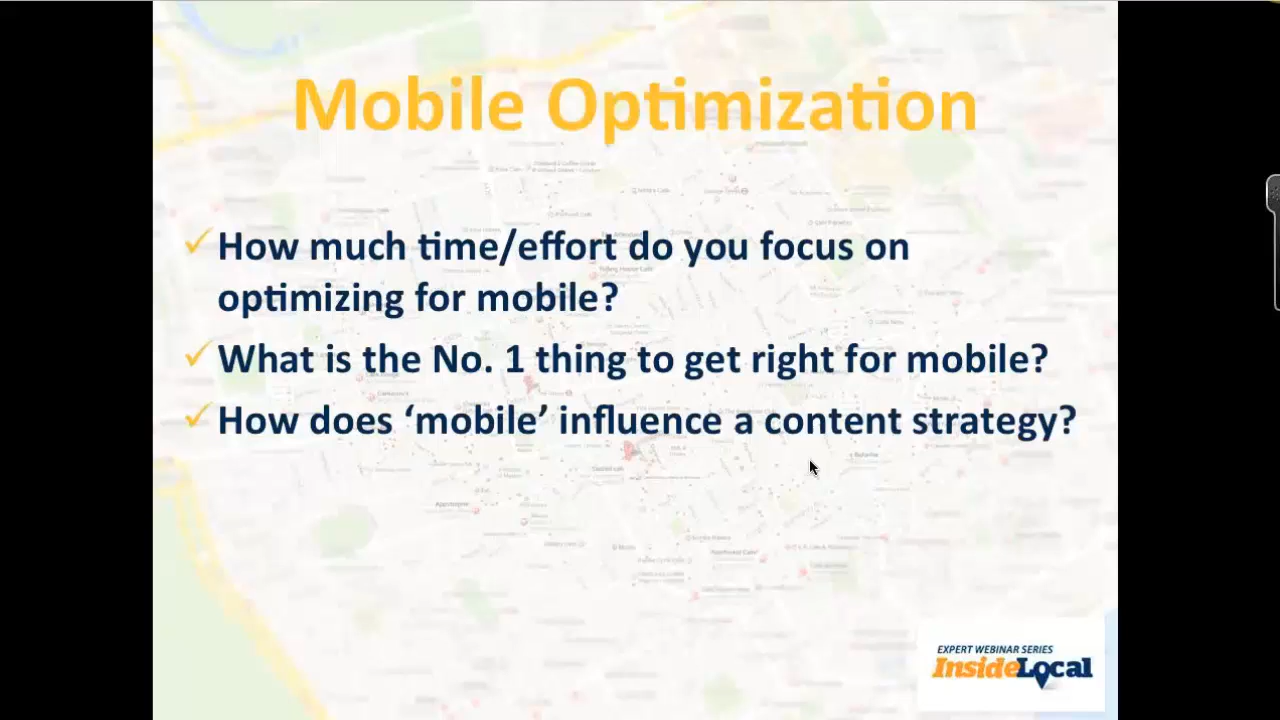 Mobile Optimization
How much time/effort do you focus on
optimizing for mobile?
What is the No. 1 thing to get right for mobile?
How does ‘mobile’ influence a content strategy?
EXPERT WEBINAR SERIES
InsideLocal